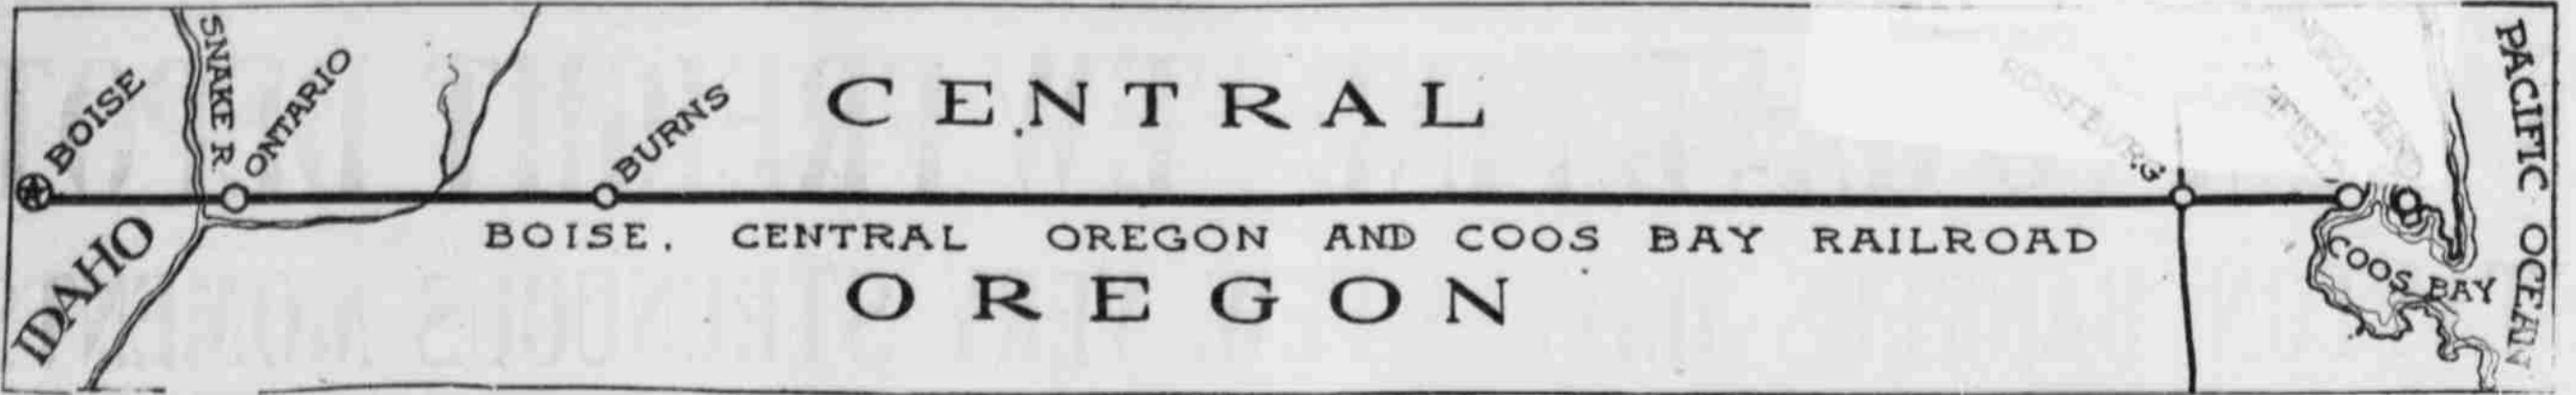 BOISE
SNAKE R
ONTARIO
BURNS
CENTRAL
PACIFIC OCEAN
IDAHO
BOISE, CENTRAL OREGON AND COOS BAY RAILROAD
OREGON
COOS BAY